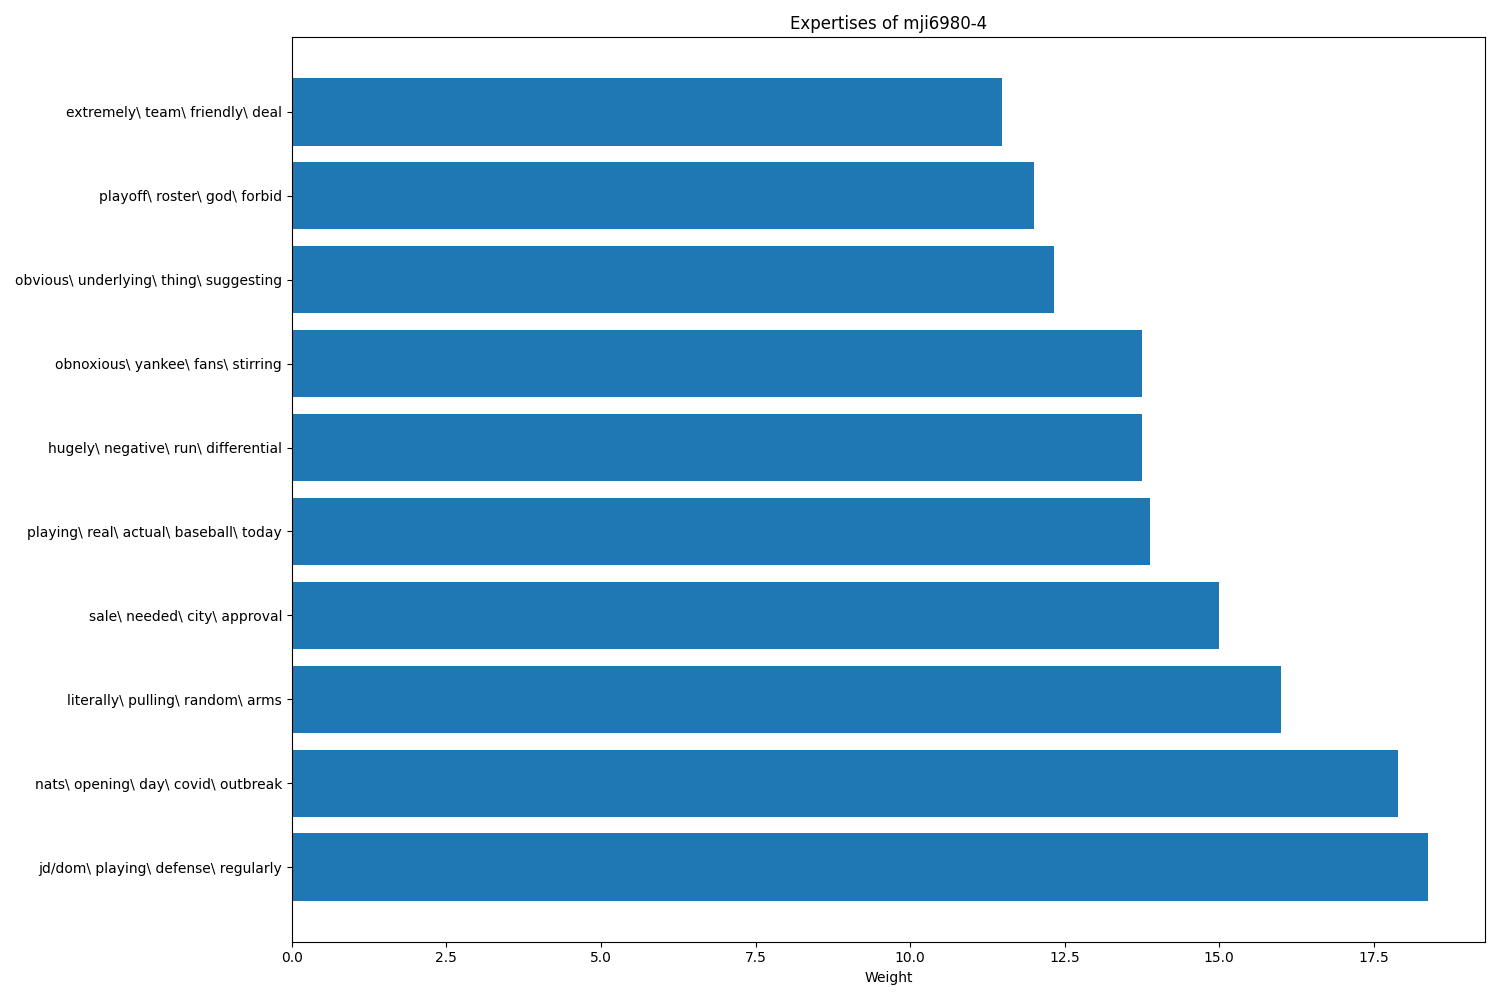 Expertises of mji6980-4
extremely\ team\ friendly\ deal
playoff\ roster\ god\ forbid
obvious\ underlying\ thing\ suggesting
obnoxious\ yankee\ fans\ stirring
hugely\ negative\ run\ differential
playing\ real\ actual\ baseball\ today
sale\ needed\ city\ approval
literally\ pulling\ random\ arms
nats\ opening\ day\ covid\ outbreak
jd/dom\ playing\ defense\ regularly
0.0 2.5 5.0 7.5 10.0 12.5 15.0 17.5
Weight